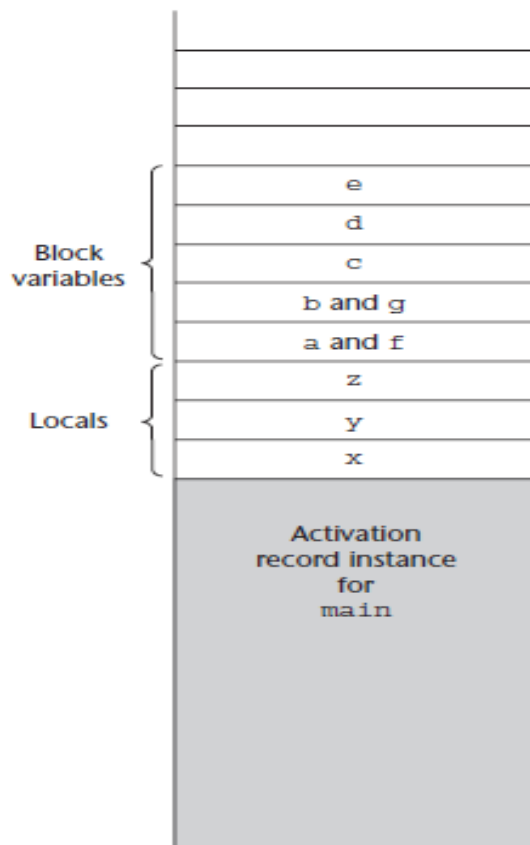 e
d
Block
variables
c
b and g
a and f
z
Locals
y
x
Activation
record instance
for
main